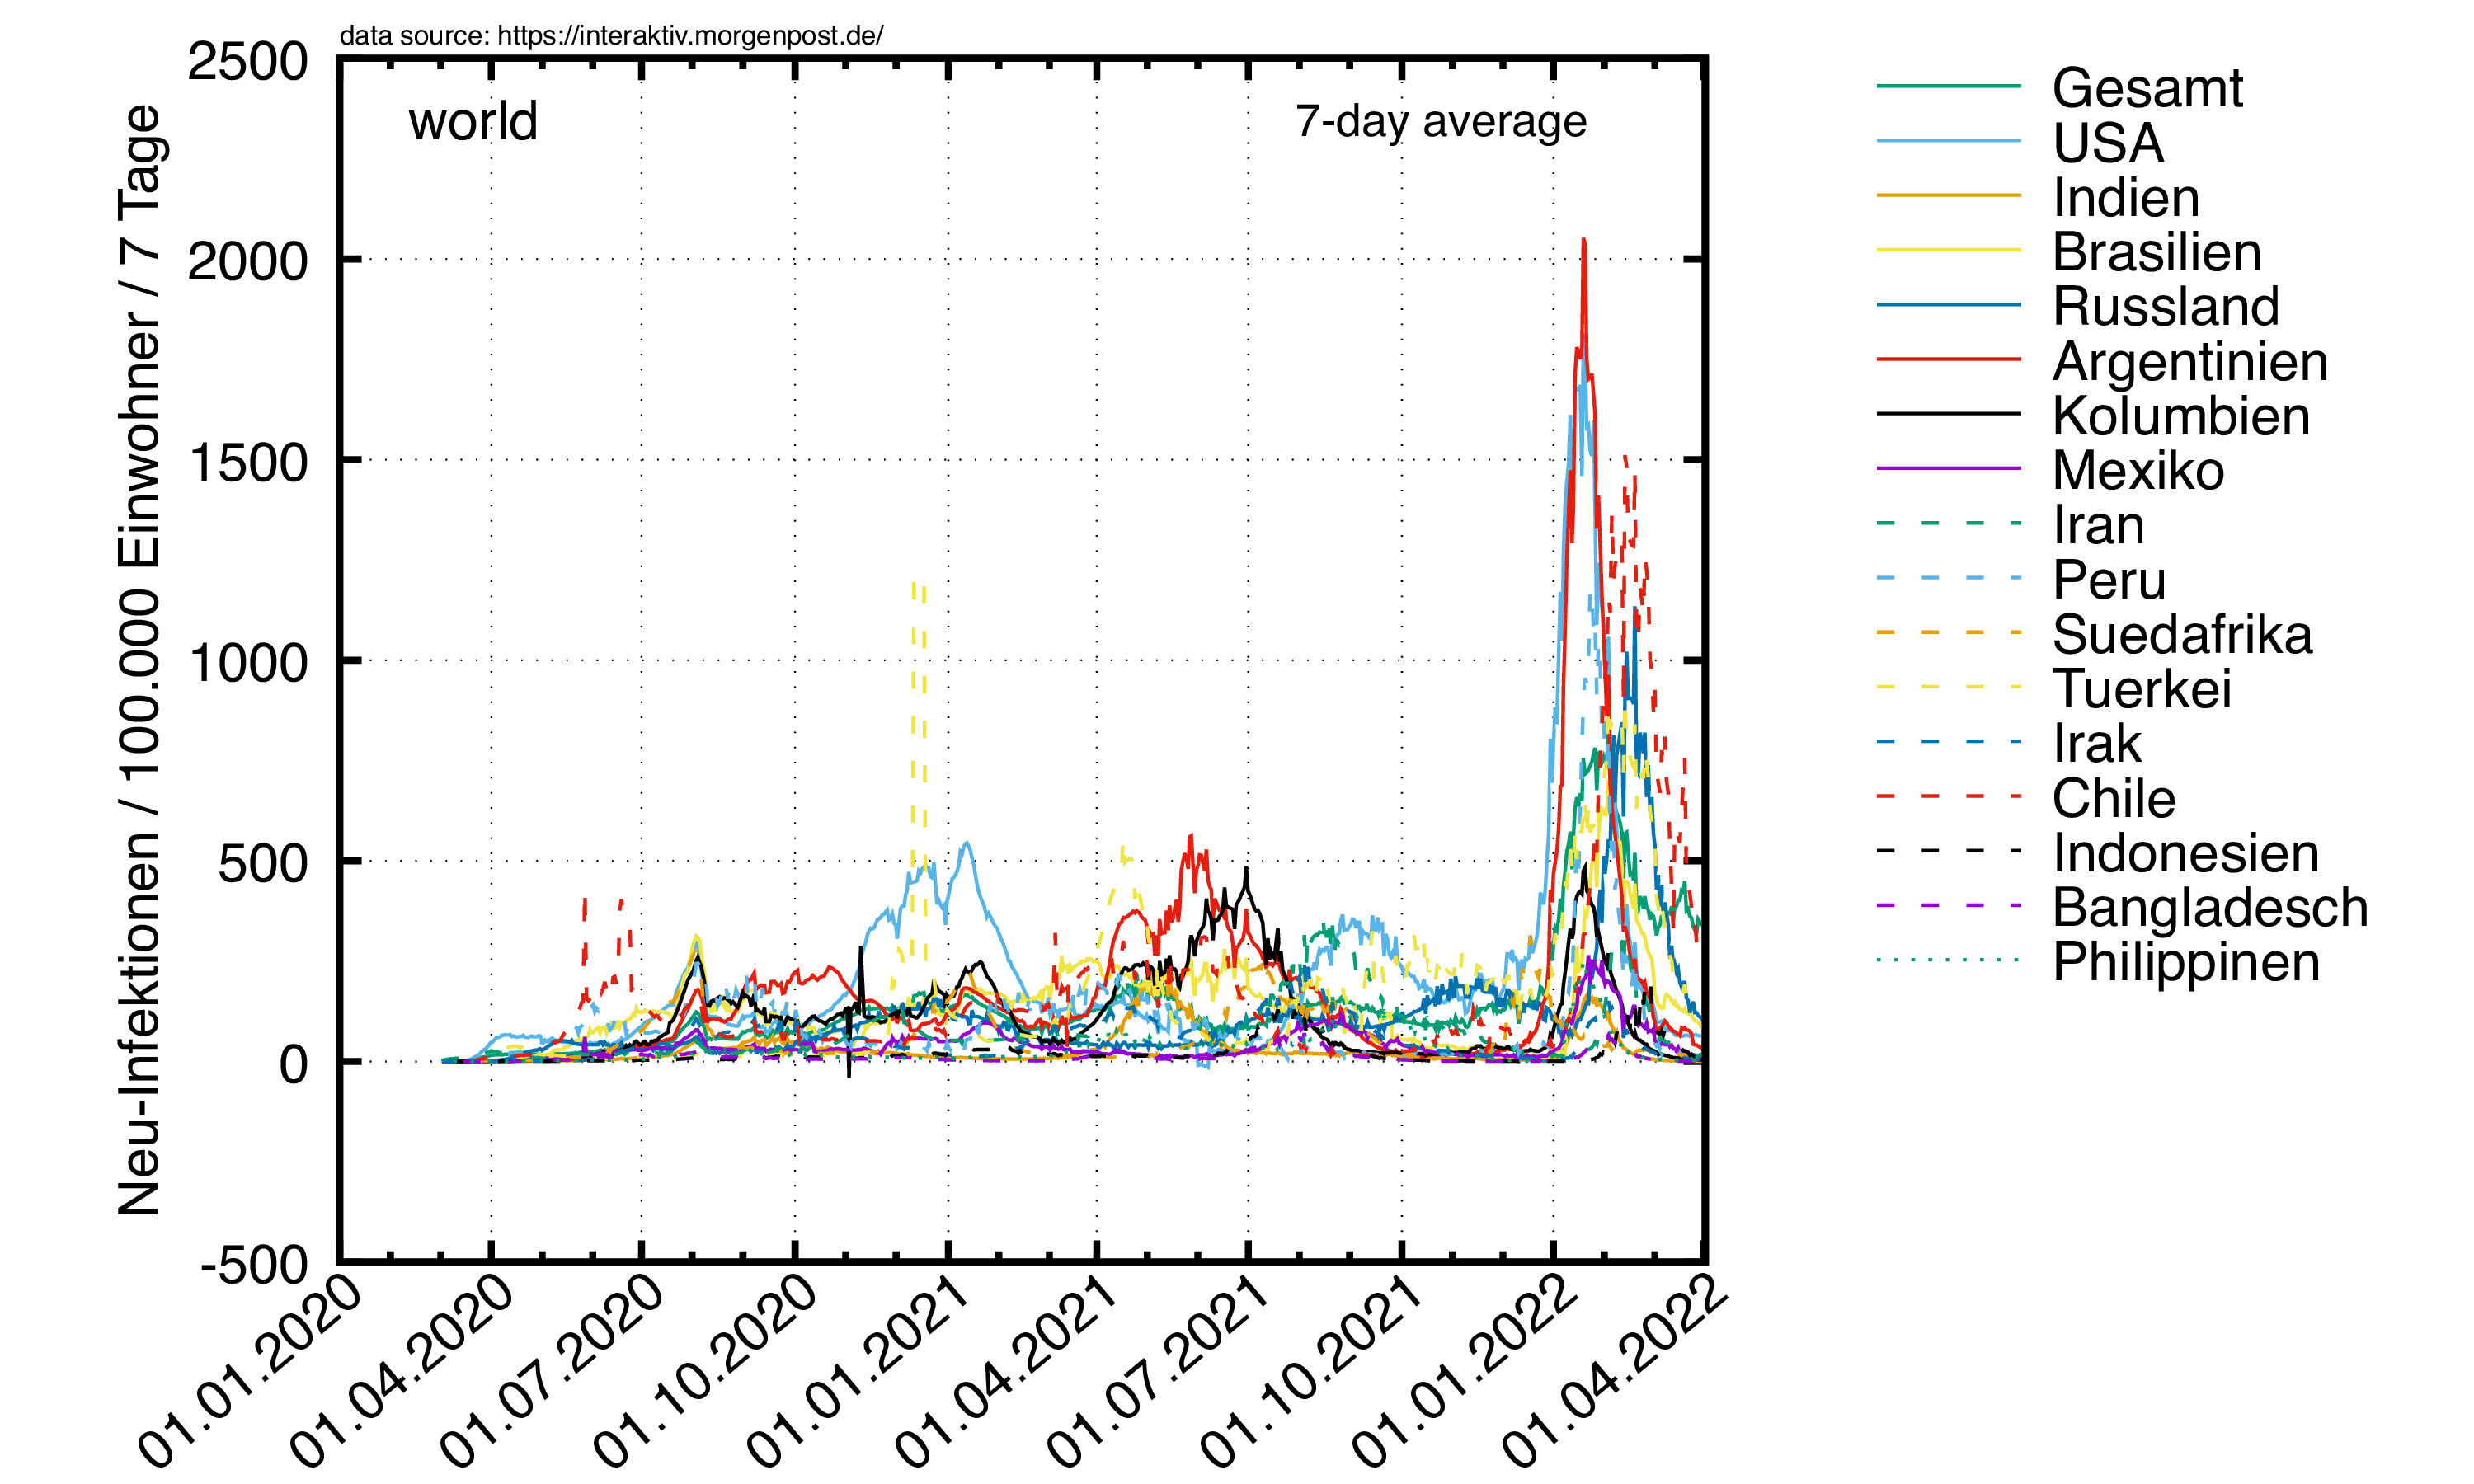 data source: https://interaktiv.morgenpost.de/
world
7-day average
Neu-Infektionen / 100.000 Einwohner / 7 Tage
2500
2000
1500
1000
500
0
-500
01.01.2020
01.04.2020
01.07.2020
01.10.2020
01.01.2021
01.04.2021
01.07.2021
01.10.2021
01.01.2022
01.04.2022
Gesamt
USA
Indien
Brasilien
Russland
Argentinien
Kolumbien
Mexiko
Iran
Peru
Suedafrika
Tuerkei
Irak
Chile
Indonesien
Bangladesch
Philippinen